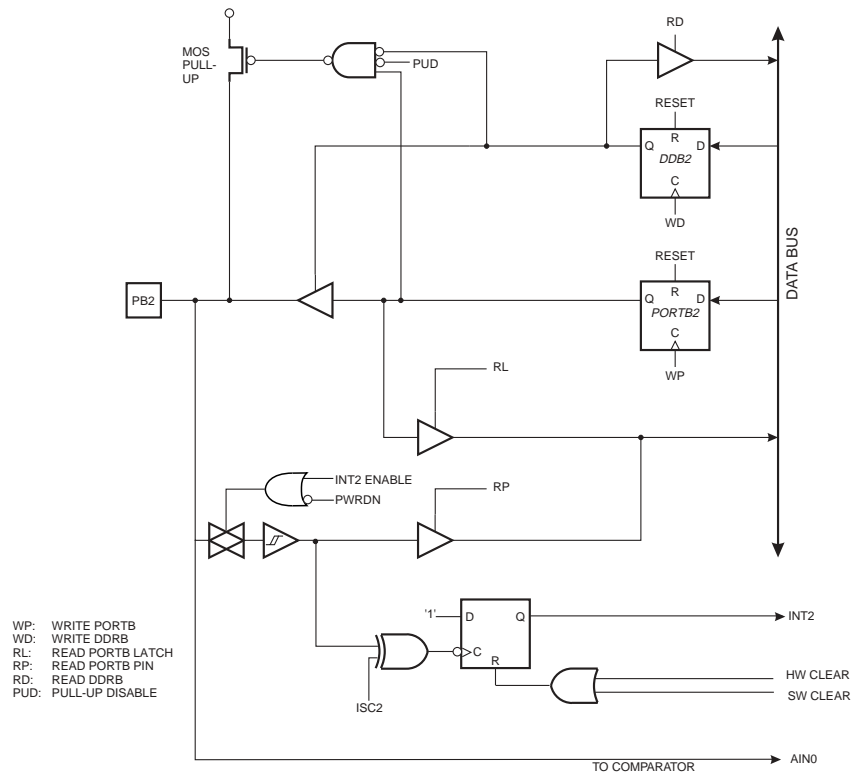 RD
MOS
PULL-
UP
PUD
RESET
R
Q
D
DDB2
C
WD
DATA BUS
RESET
R
Q
D
PORTB2
C
WP
PB2
RL
INT2 ENABLE
PWRDN
RP
'1'
D
Q
C
R
INT2
ISC2
HW CLEAR
SW CLEAR
WP: WRITE PORTB
WD: WRITE DDRB
RL: READ PORTB LATCH
RP: READ PORTB PIN
RD: READ DDRB
PUD: PULL-UP DISABLE
TO COMPARATOR
AIN0